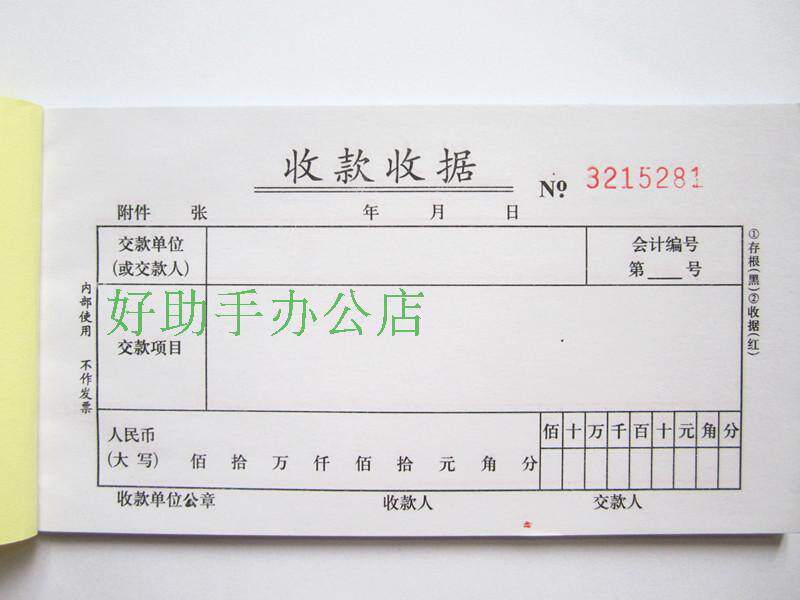 收款收据
№ 3215281
附件 张 年 月 日
交款单位
(或交款人)
会计编号
第____号
好助手办公店
交款项目
人民币
(大写) 佰 拾 万 仟 佰 拾 元 角 分
佰 十 万 千 百 十 元 角 分
收款单位公章 收款人 交款人
内部使用 不作发票
①存根(黑)②收据(红)